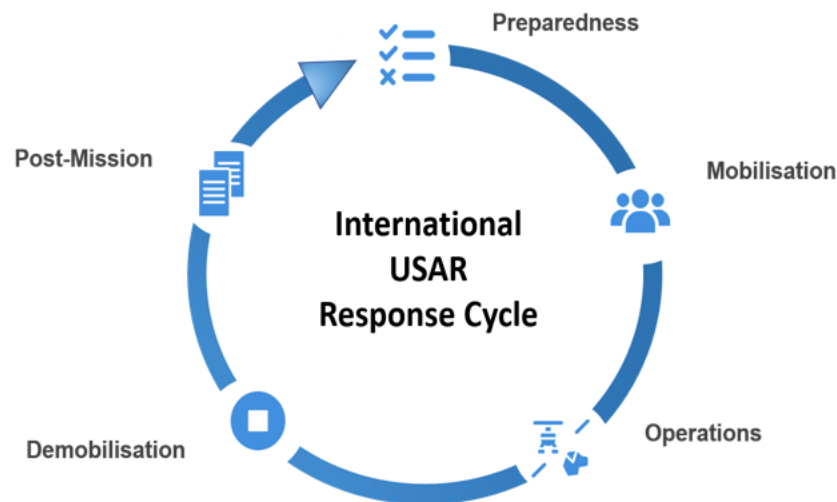 Preparedness
Mobilisation
Operations
Demobilisation
Post-Mission
International
USAR
Response Cycle